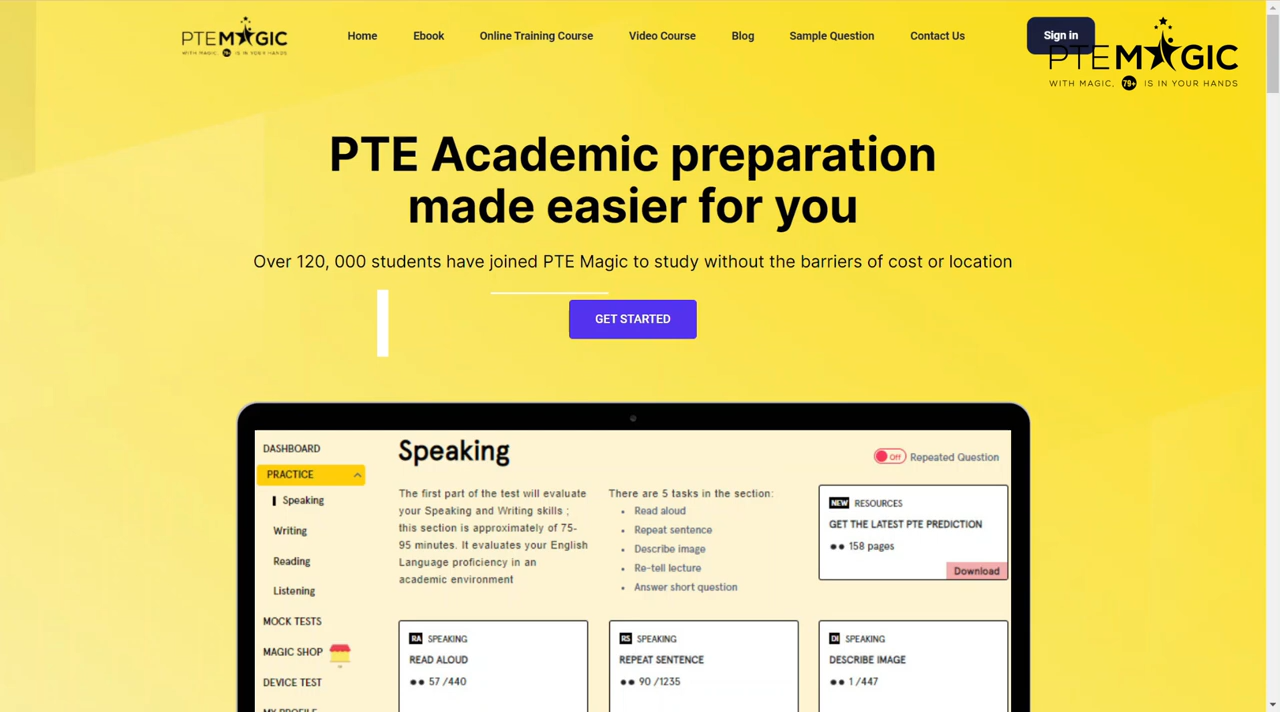 PTEMAGIC
WITH MAGIC, 79+ IS IN YOUR HANDS
Home
Ebook
Online Training Course
Video Course
Blog
Sample Question
Contact Us
Sign in
PTEMAGIC
WITH MAGIC, 79+ IS IN YOUR HANDS
PTE Academic preparation
made easier for you
Over 120, 000 students have joined PTE Magic to study without the barriers of cost or location
GET STARTED
DASHBOARD
PRACTICE
Speaking
Writing
Reading
Listening
MOCK TESTS
MAGIC SHOP
DEVICE TEST
MY PROFILE
Speaking
Off Repeated Question
The first part of the test will evaluate
your Speaking and Writing skills ;
this section is approximately of 75-
95 minutes. It evaluates your English
Language proficiency in an
academic environment
There are 5 tasks in the section:
• Read aloud
• Repeat sentence
• Describe image
• Re-tell lecture
• Answer short question
NEW RESOURCES
GET THE LATEST PTE PREDICTION
158 pages
Download
RA SPEAKING
READ ALOUD
57 /440
RS SPEAKING
REPEAT SENTENCE
90 /1235
DI SPEAKING
DESCRIBE IMAGE
1 /447